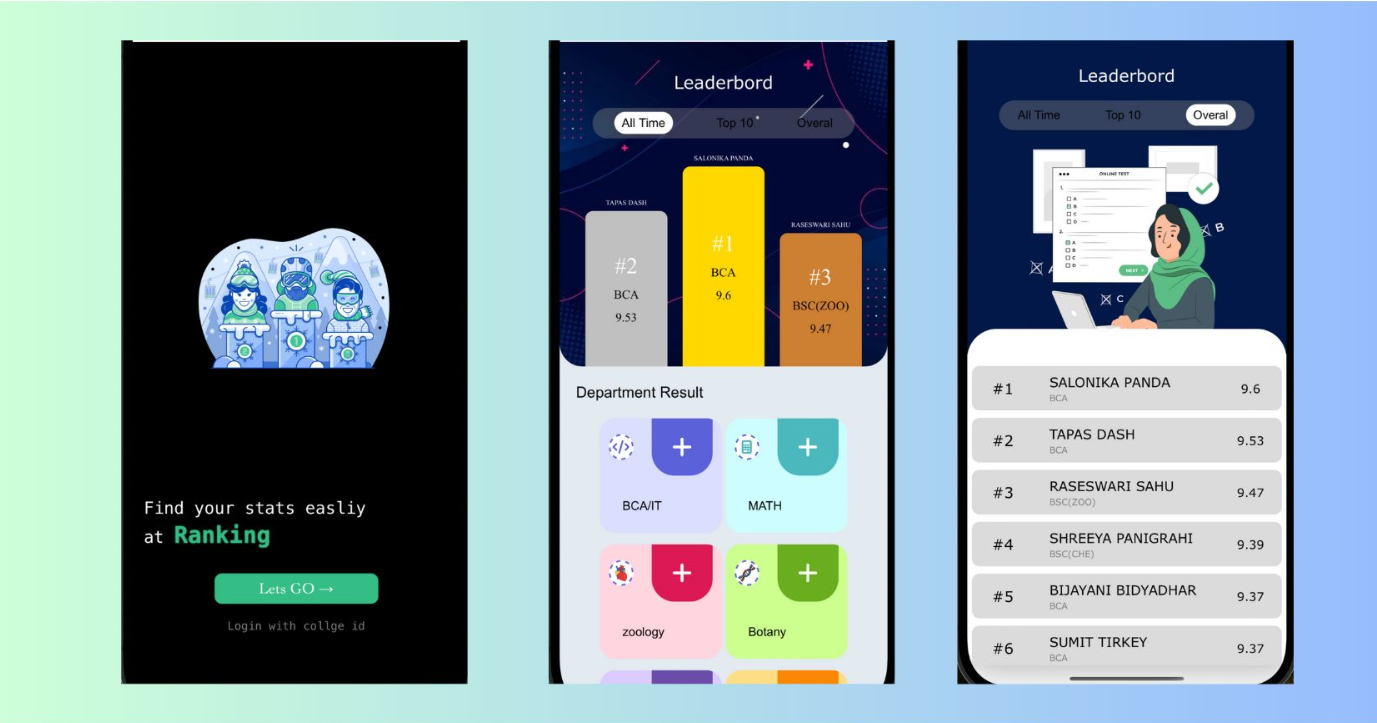 Find your stats easliy
at Ranking
Lets GO →
Login with collge id
Leaderbord
All Time
Top 10
Overal
SALONIKA PANDA
TAPAS DASH
RASESWARI SAHU
#1
BCA
9.6
#2
BCA
9.53
#3
BSC(ZOO)
9.47
Department Result
BCA/IT
MATH
zoology
Botany
Leaderbord
All Time
Top 10
Overal
ONLINE TEST
1.
A
B
C
D
2.
A
B
C
D
NEXT
B
A
C
#1 SALONIKA PANDA 9.6
BCA
#2 TAPAS DASH 9.53
BCA
#3 RASESWARI SAHU 9.47
BSC(ZOO)
#4 SHREEYA PANIGRAHI 9.39
BSC(CHE)
#5 BIJAYANI BIDYADHAR 9.37
BCA
#6 SUMIT TIRKEY 9.37
BCA